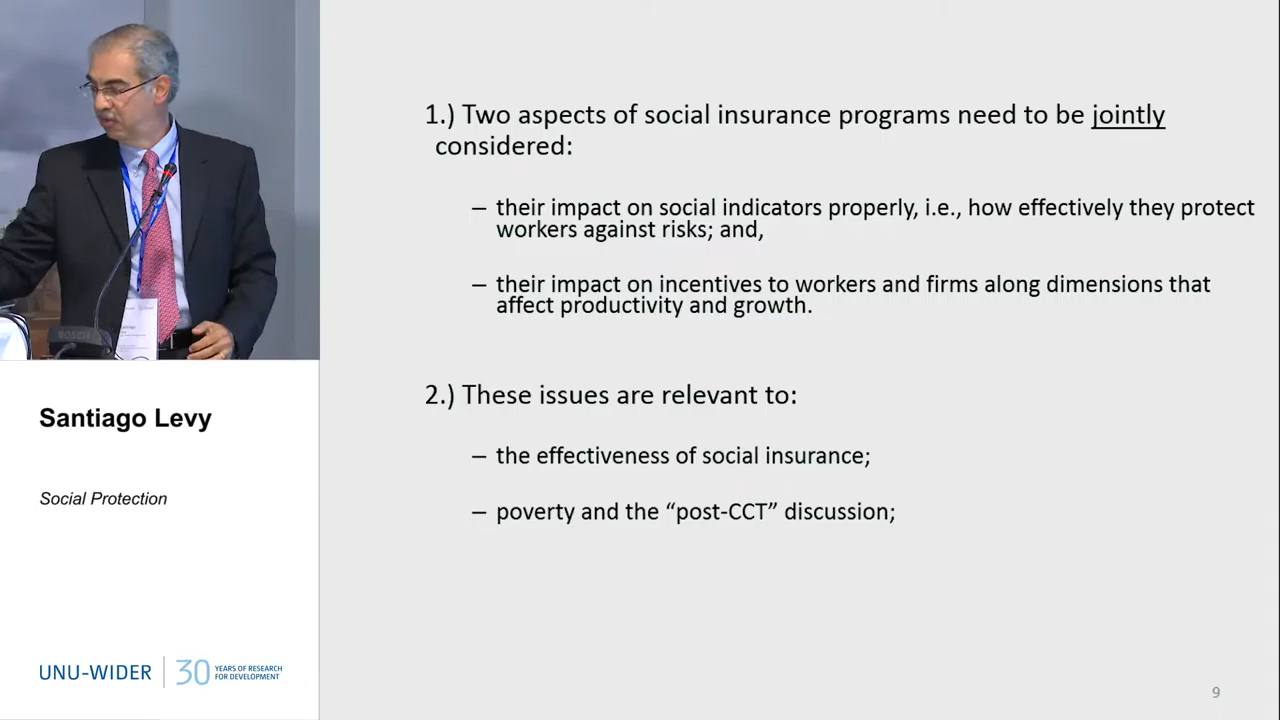 1.) Two aspects of social insurance programs need to be jointly
considered:
– their impact on social indicators properly, i.e., how effectively they protect
workers against risks; and,
– their impact on incentives to workers and firms along dimensions that
affect productivity and growth.
2.) These issues are relevant to:
– the effectiveness of social insurance;
– poverty and the “post-CCT” discussion;
9
BOSCH
Santiago Levy
Social Protection
UNU-WIDER
30
YEARS OF RESEARCH
FOR DEVELOPMENT